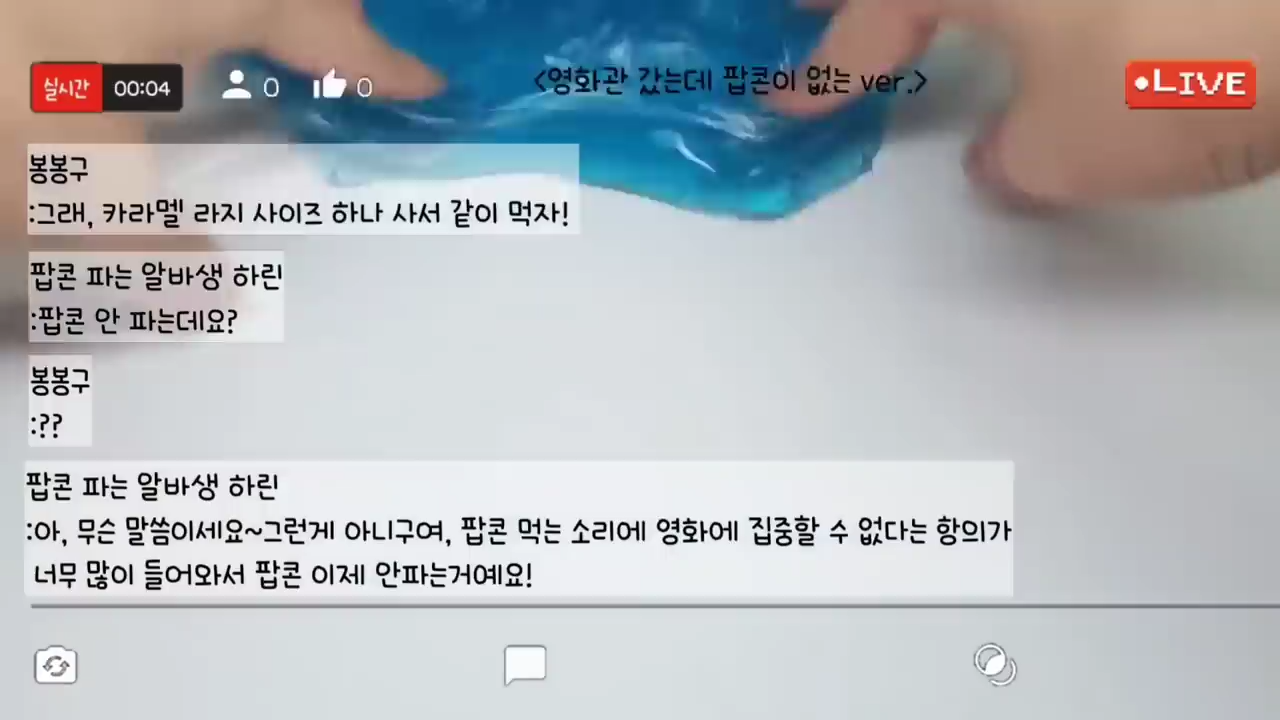 실시간 00:04 0 0 <영화관 갔는데 팝콘이 없는 ver.> •LIVE
봉봉구
:그래, 카라멜 라지 사이즈 하나 사서 같이 먹자!
팝콘 파는 알바생 하린
:팝콘 안 파는데요?
봉봉구
:??
팝콘 파는 알바생 하린
:아, 무슨 말씀이세요~그런게 아니구여, 팝콘 먹는 소리에 영화에 집중할 수 없다는 항의가
너무 많이 들어와서 팝콘 이제 안파는거예요!